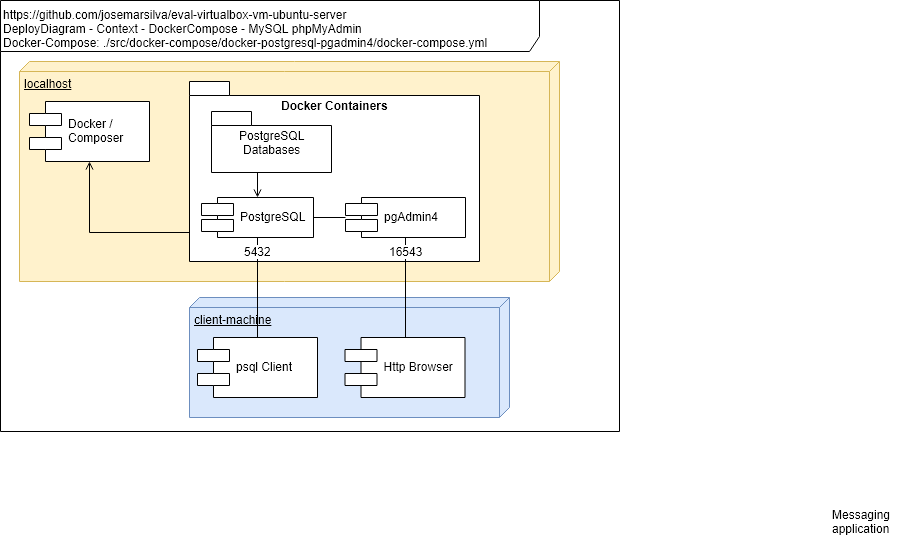 https://github.com/josemarsilva/eval-virtualbox-vm-ubuntu-server
DeployDiagram - Context - DockerCompose - MySQL phpMyAdmin
Docker-Compose: ./src/docker-compose/docker-postgresql-pgadmin4/docker-compose.yml
localhost
Docker /
Composer
Docker Containers
PostgreSQL
Databases
PostgreSQL
pgAdmin4
5432
16543
client-machine
psql Client
Http Browser
Messaging
application